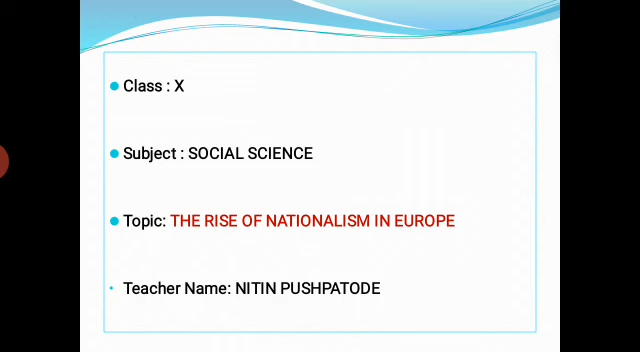 Class : X
Subject : SOCIAL SCIENCE
Topic: THE RISE OF NATIONALISM IN EUROPE
Teacher Name: NITIN PUSHPATODE